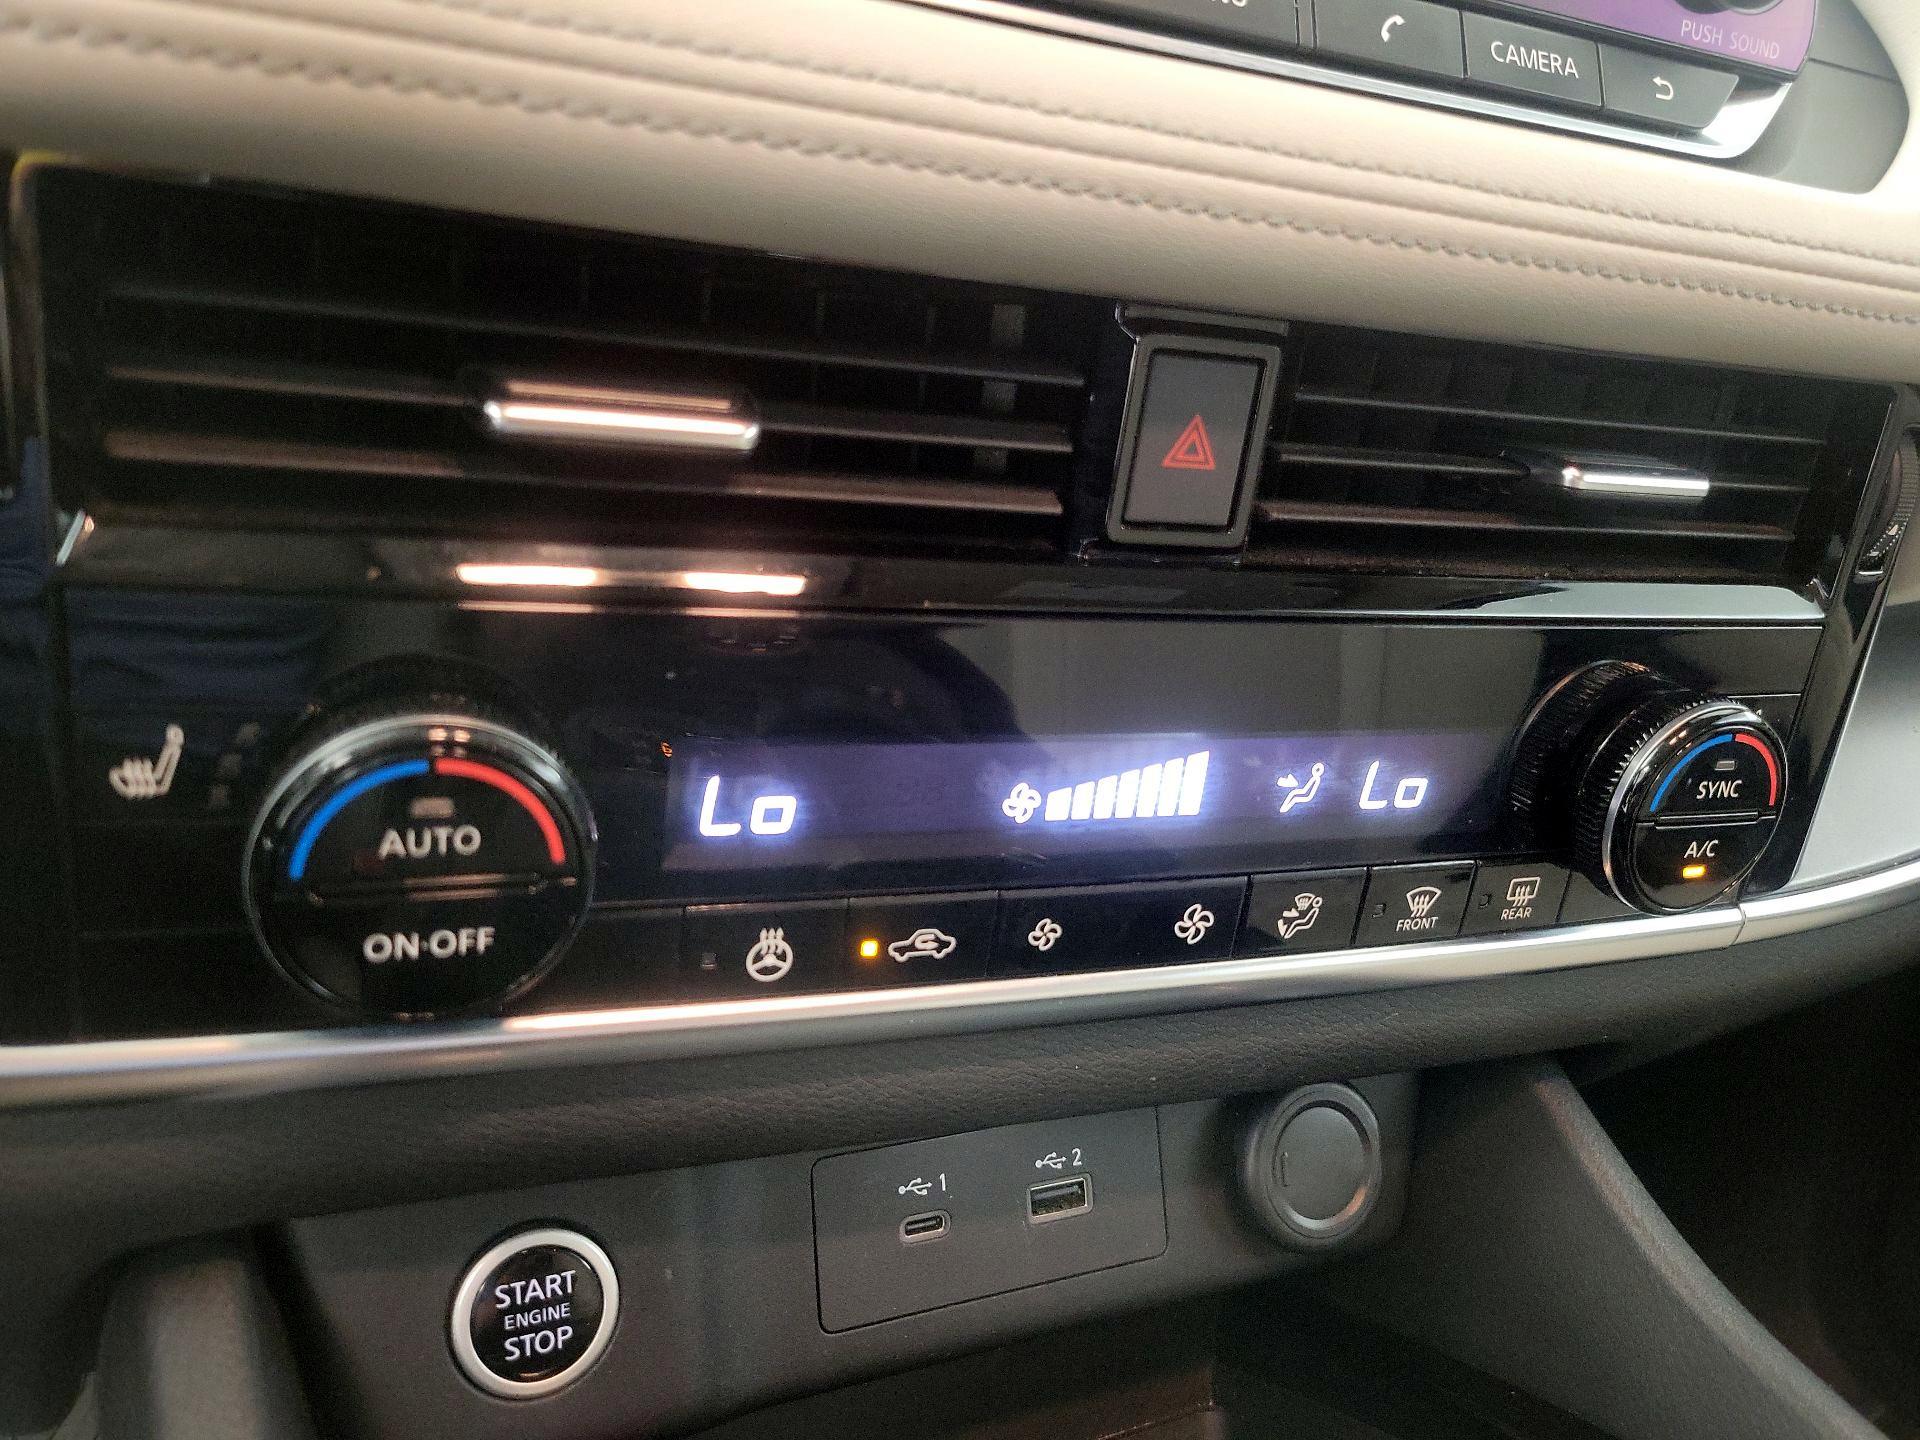 PUSH SOUND
CAMERA
AUTO
ON·OFF
Lo
Lo
SYNC
A/C
FRONT
REAR
1
2
START
ENGINE
STOP